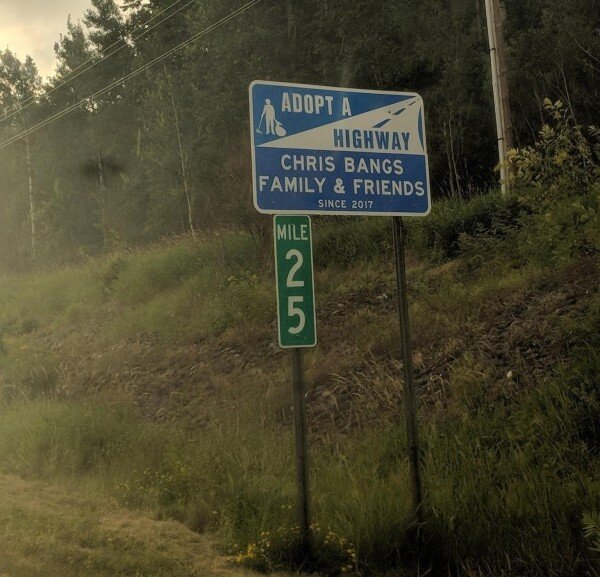 ADOPT A
HIGHWAY
CHRIS BANGS
FAMILY & FRIENDS
SINCE 2017
MILE
2
5